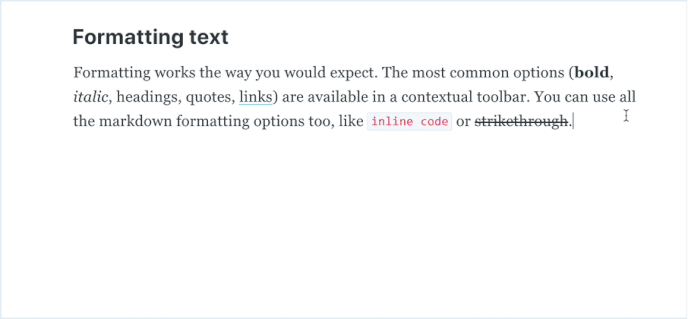 Formatting text
Formatting works the way you would expect. The most common options (bold,
italic, headings, quotes, links) are available in a contextual toolbar. You can use all
the markdown formatting options too, like inline code or strikethrough.